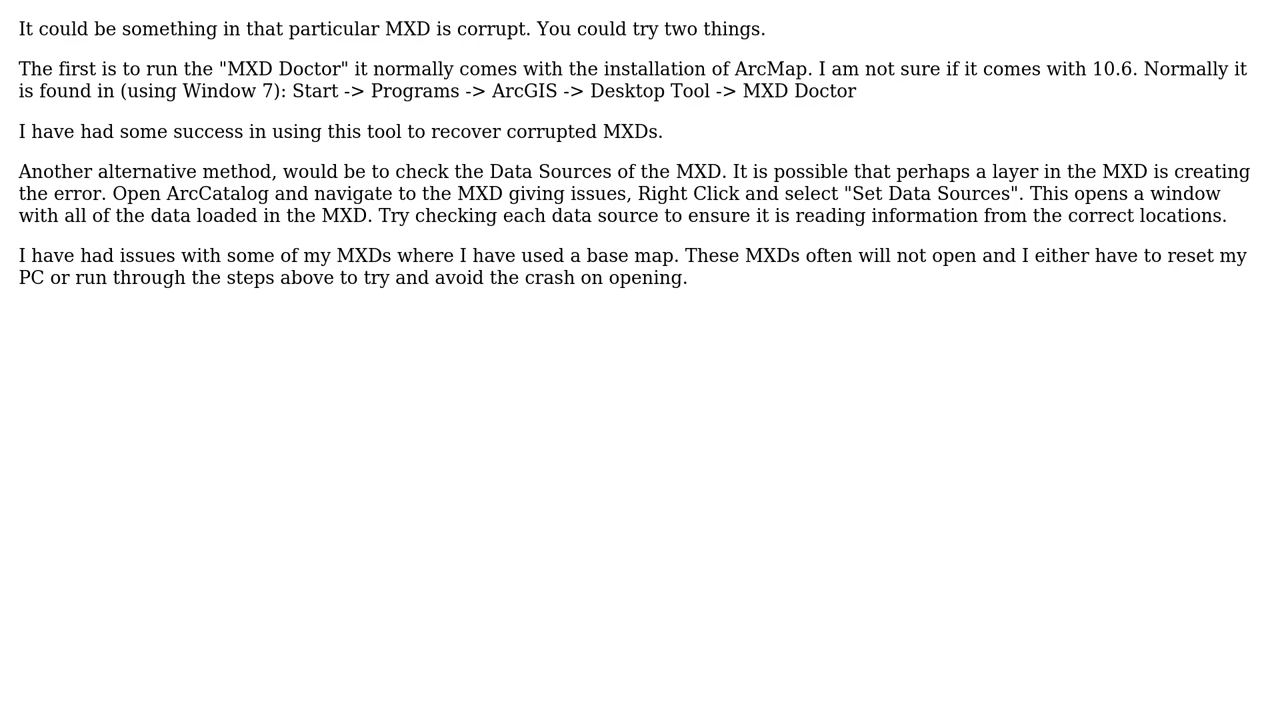 It could be something in that particular MXD is corrupt. You could try two things.
The first is to run the "MXD Doctor" it normally comes with the installation of ArcMap. I am not sure if it comes with 10.6. Normally it
is found in (using Window 7): Start -> Programs -> ArcGIS -> Desktop Tool -> MXD Doctor
I have had some success in using this tool to recover corrupted MXDs.
Another alternative method, would be to check the Data Sources of the MXD. It is possible that perhaps a layer in the MXD is creating
the error. Open ArcCatalog and navigate to the MXD giving issues, Right Click and select "Set Data Sources". This opens a window
with all of the data loaded in the MXD. Try checking each data source to ensure it is reading information from the correct locations.
I have had issues with some of my MXDs where I have used a base map. These MXDs often will not open and I either have to reset my
PC or run through the steps above to try and avoid the crash on opening.